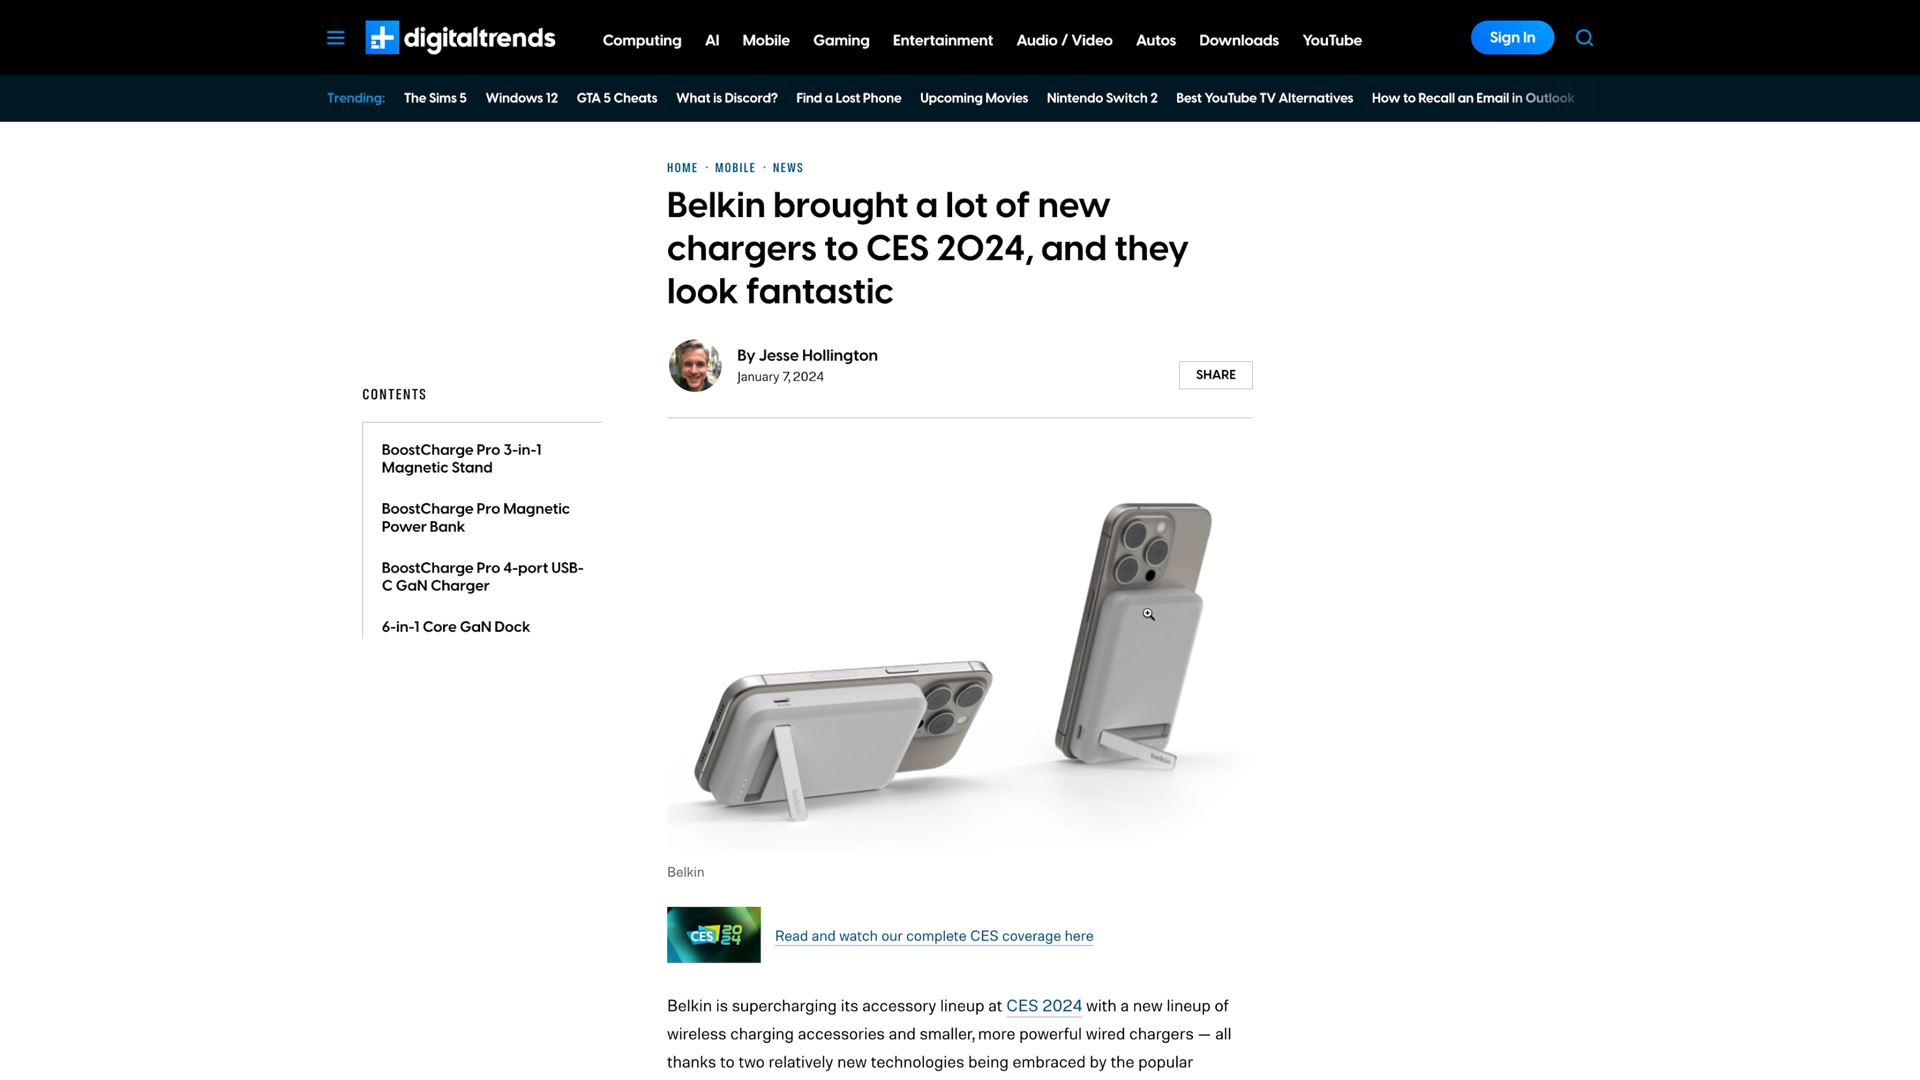 digitaltrends
Computing AI Mobile Gaming Entertainment Audio / Video Autos Downloads YouTube
Sign In
Trending: The Sims 5 Windows 12 GTA 5 Cheats What is Discord? Find a Lost Phone Upcoming Movies Nintendo Switch 2 Best YouTube TV Alternatives How to Recall an Email in Outlook
HOME · MOBILE · NEWS
Belkin brought a lot of new
chargers to CES 2024, and they
look fantastic
By Jesse Hollington
January 7, 2024
SHARE
CONTENTS
BoostCharge Pro 3-in-1
Magnetic Stand
BoostCharge Pro Magnetic
Power Bank
BoostCharge Pro 4-port USB-
C GaN Charger
6-in-1 Core GaN Dock
belkin
belkin
Belkin
CES 2024
Read and watch our complete CES coverage here
Belkin is supercharging its accessory lineup at CES 2024 with a new lineup of
wireless charging accessories and smaller, more powerful wired chargers — all
thanks to two relatively new technologies being embraced by the popular